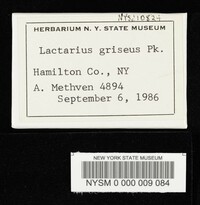 HERBARIUM N. Y. STATE MUSEUM
Lactarius griseus Pk.
Hamilton Co., NY
A. Methven 4894
September 6, 1986
NEW YORK STATE MUSEUM
NYSM 0 000 009 084